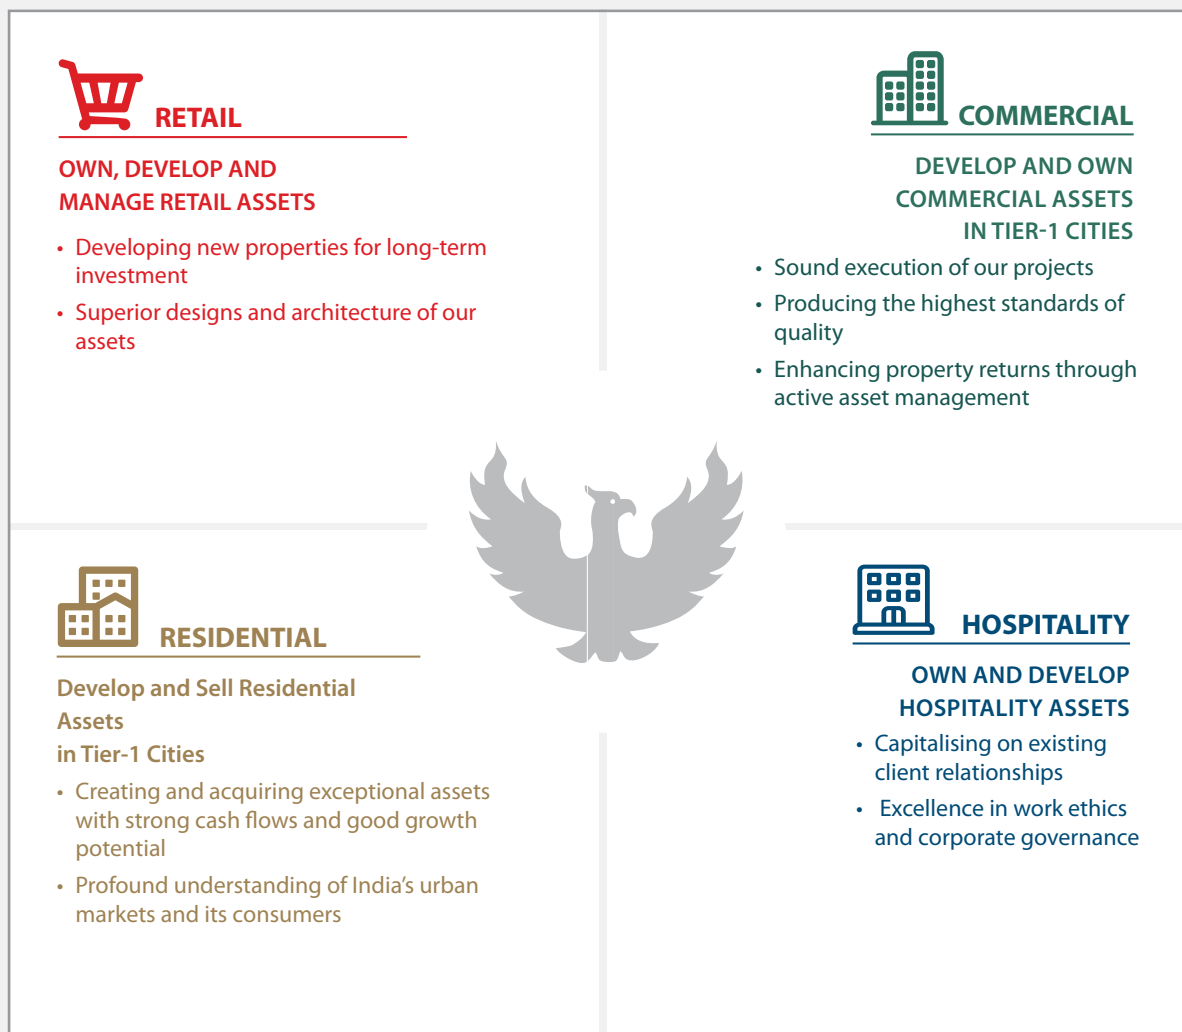 RETAIL
OWN, DEVELOP AND
MANAGE RETAIL ASSETS
• Developing new properties for long-term
investment
• Superior designs and architecture of our
assets
COMMERCIAL
DEVELOP AND OWN
COMMERCIAL ASSETS
IN TIER-1 CITIES
• Sound execution of our projects
• Producing the highest standards of
quality
• Enhancing property returns through
active asset management
RESIDENTIAL
Develop and Sell Residential
Assets
in Tier-1 Cities
• Creating and acquiring exceptional assets
with strong cash flows and good growth
potential
• Profound understanding of India’s urban
markets and its consumers
HOSPITALITY
OWN AND DEVELOP
HOSPITALITY ASSETS
• Capitalising on existing
client relationships
• Excellence in work ethics
and corporate governance